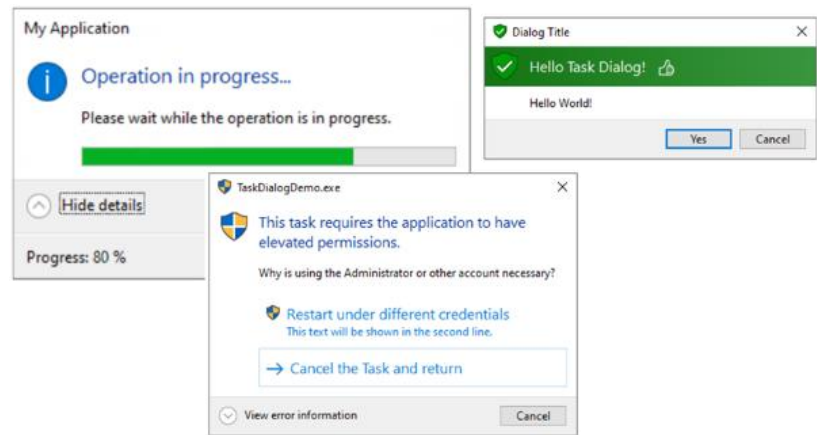 My Application
Operation in progress...
Please wait while the operation is in progress.
Hide details
Progress: 80 %
Dialog Title
Hello Task Dialog!
Hello World!
Yes
Cancel
TaskDialogDemo.exe
This task requires the application to have
elevated permissions.
Why is using the Administrator or other account necessary?
Restart under different credentials
This text will be shown in the second line.
Cancel the Task and return
View error information
Cancel